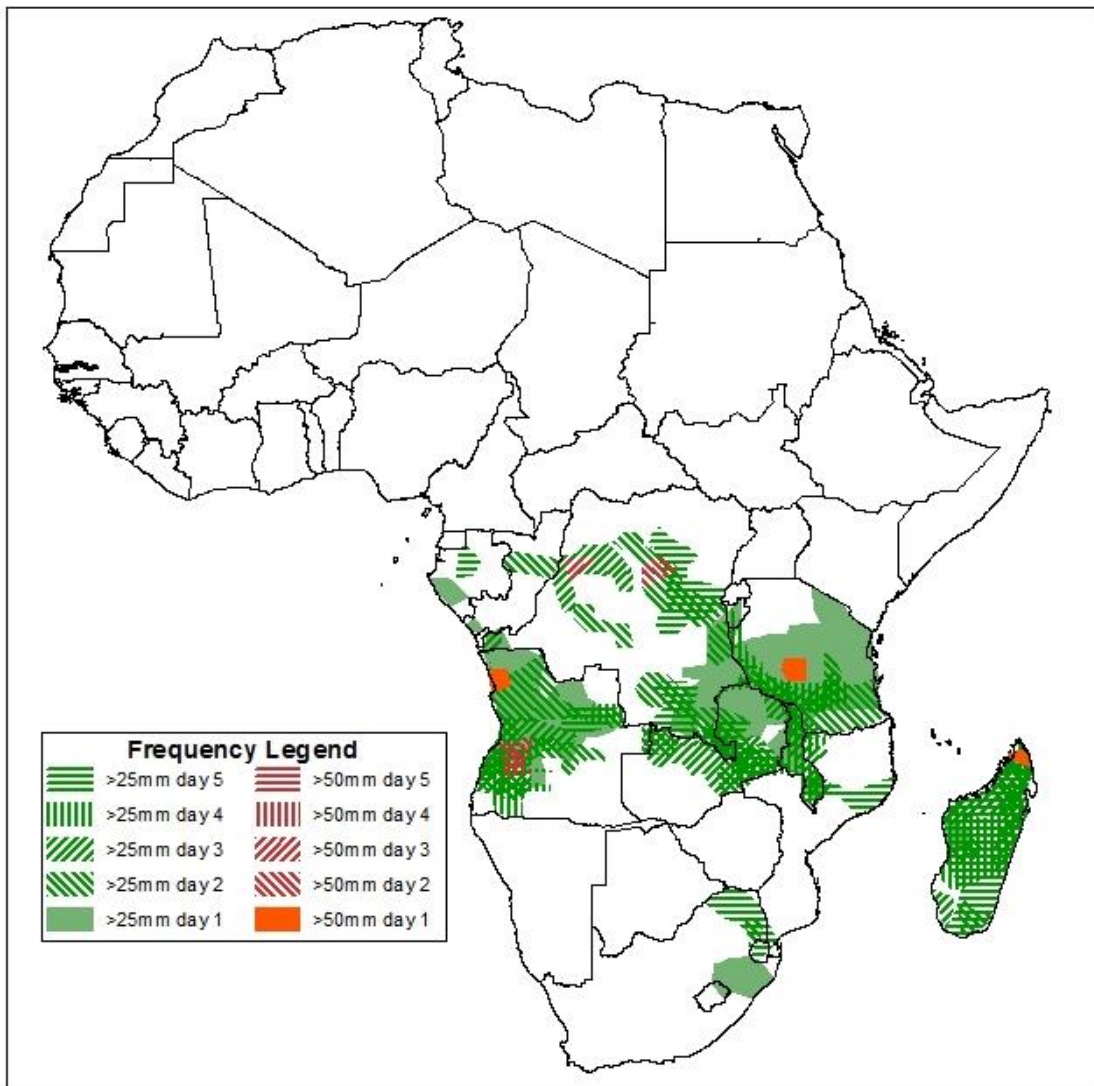 Frequency Legend
>25mm day 5 >50mm day 5
>25mm day 4 >50mm day 4
>25mm day 3 >50mm day 3
>25mm day 2 >50mm day 2
>25mm day 1 >50mm day 1